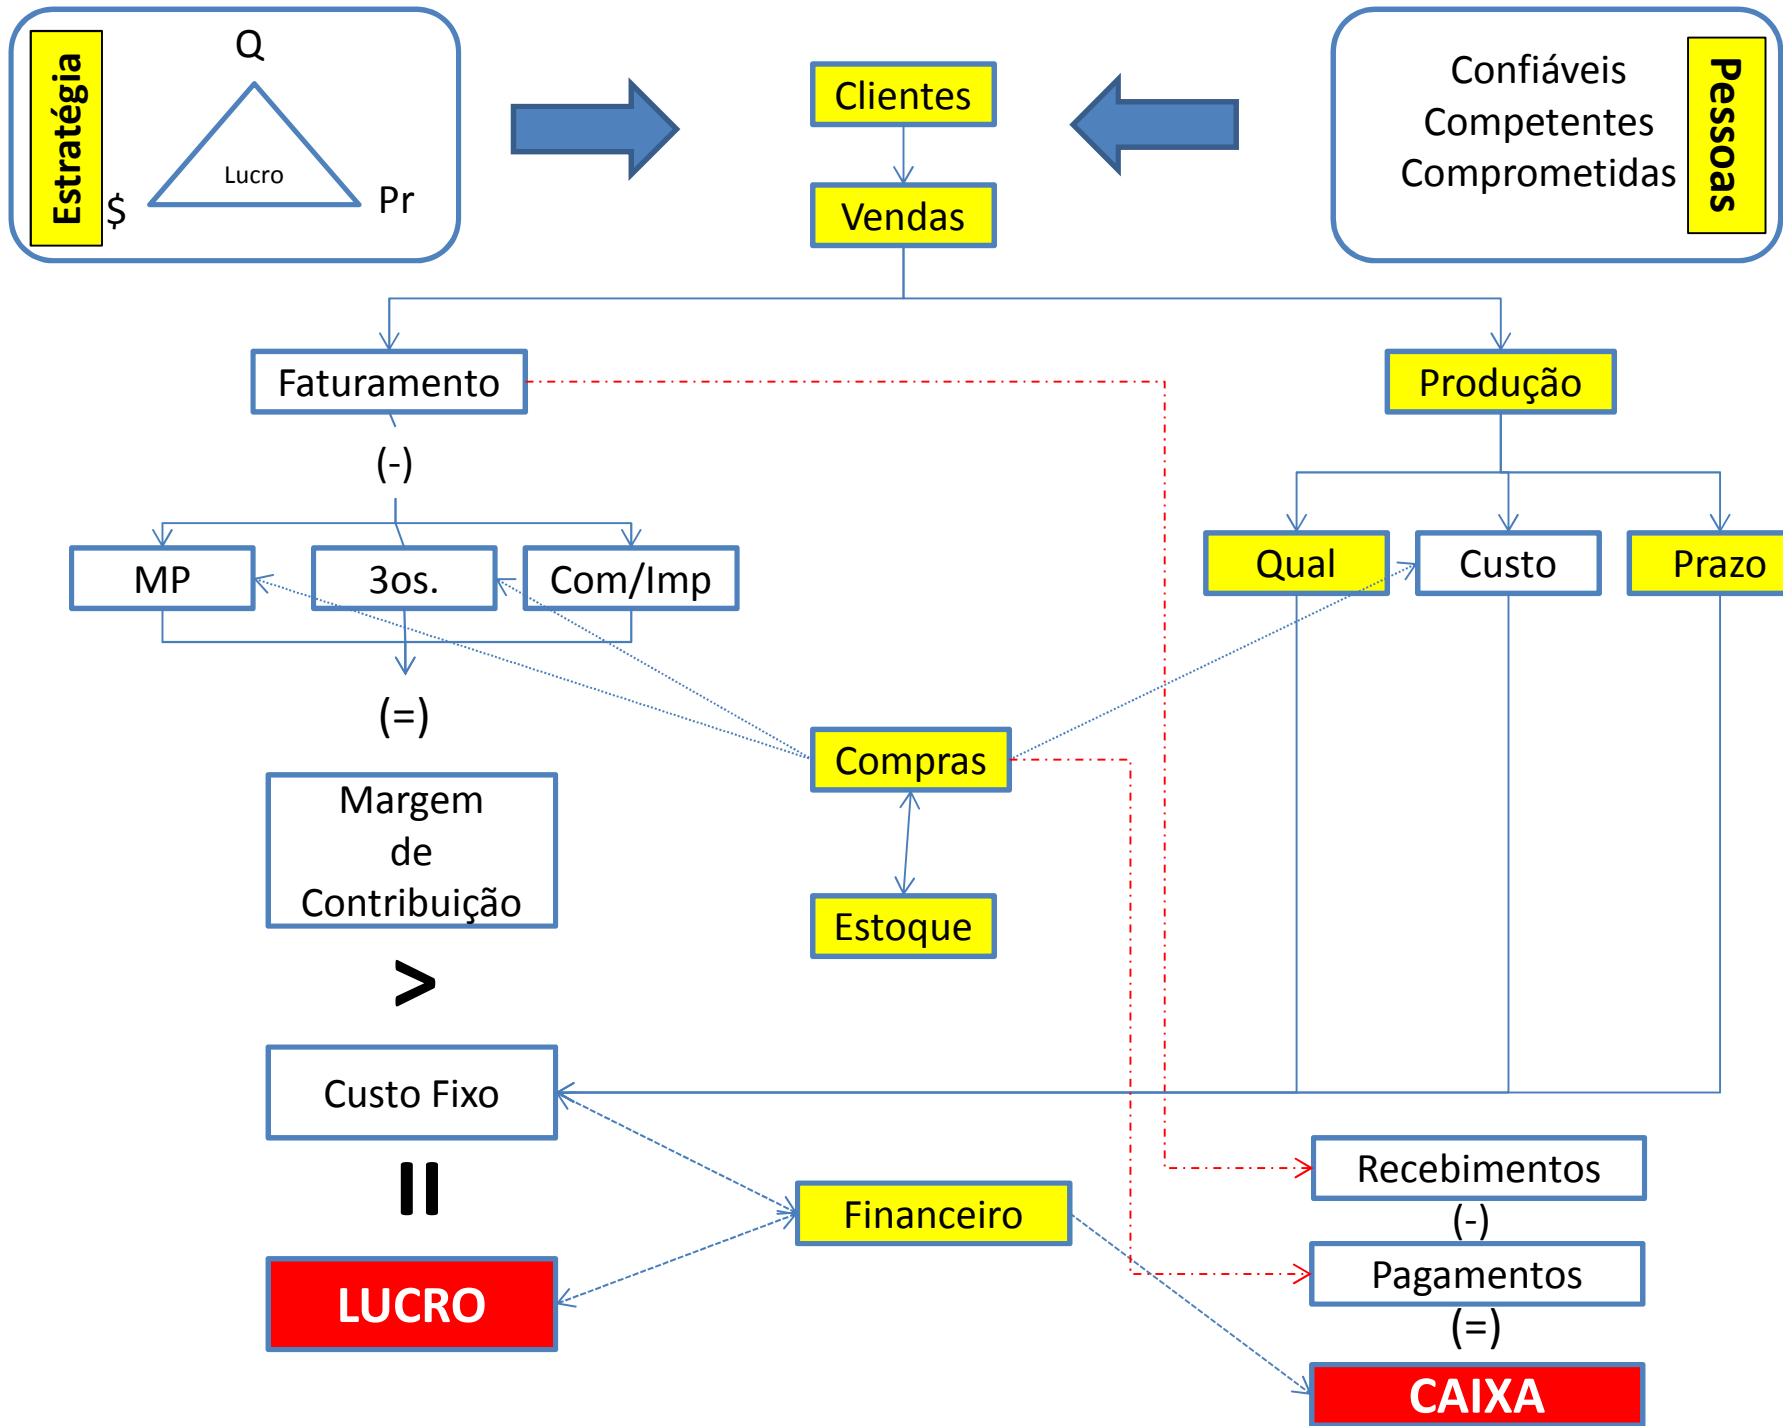 Estratégia
Q
Lucro
$
Pr
Clientes
Vendas
Confiáveis
Competentes
Comprometidas
Pessoas
Faturamento
Produção
(-)
MP
3os.
Com/Imp
Qual
Custo
Prazo
(=)
Compras
Margem
de
Contribuição
Estoque
>
Custo Fixo
=
Recebimentos
(-)
Financeiro
Pagamentos
(=)
LUCRO
CAIXA